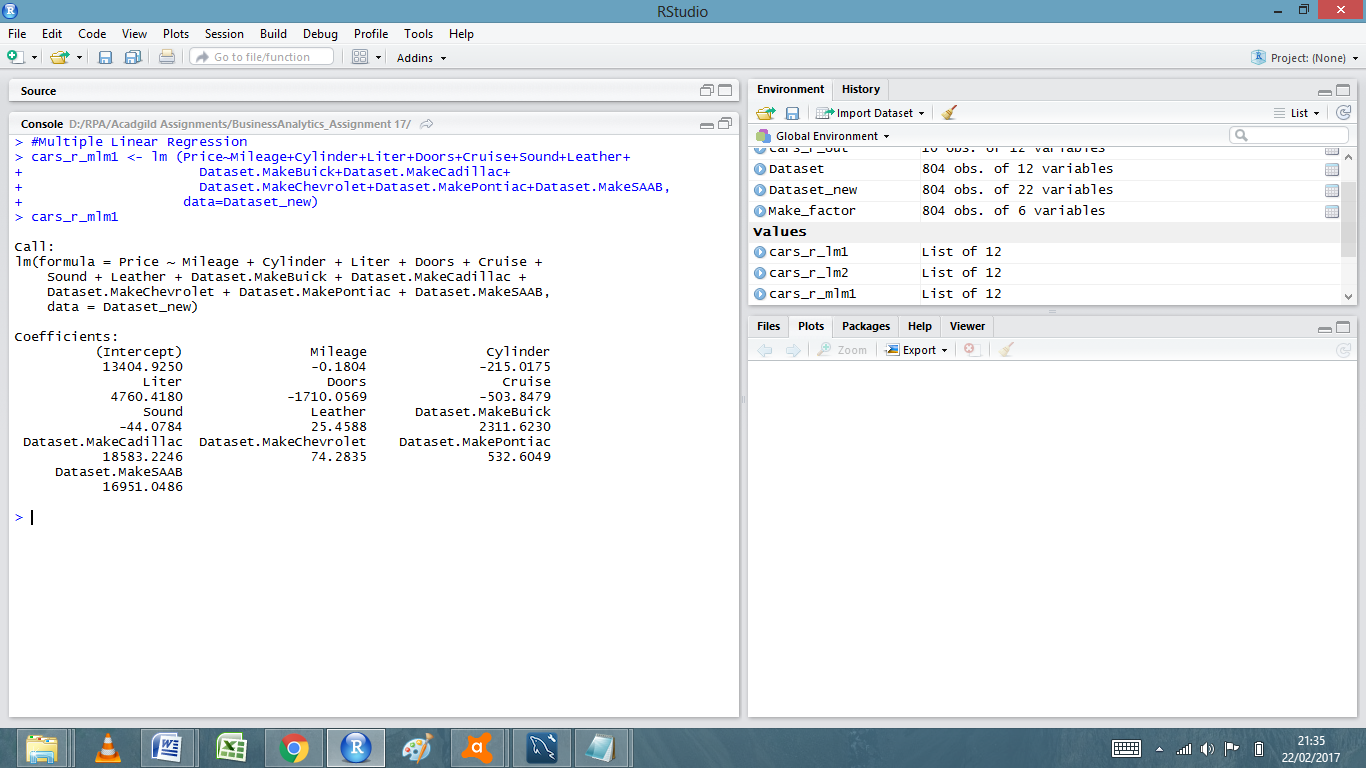 RStudio
File Edit Code View Plots Session Build Debug Profile Tools Help
Go to file/function Addins Project: (None)
Source
Console D:/RPA/Acadgild Assignments/BusinessAnalytics_Assignment 17/
> #Multiple Linear Regression
> cars_r_mlm1 <- lm (Price~Mileage+Cylinder+Liter+Doors+Cruise+Sound+Leather+
+ Dataset.MakeBuick+Dataset.MakeCadillac+
+ Dataset.MakeChevrolet+Dataset.MakePontiac+Dataset.MakeSAAB,
+ data=Dataset_new)
> cars_r_mlm1
Call:
lm(formula = Price ~ Mileage + Cylinder + Liter + Doors + Cruise +
Sound + Leather + Dataset.MakeBuick + Dataset.MakeCadillac +
Dataset.MakeChevrolet + Dataset.MakePontiac + Dataset.MakeSAAB,
data = Dataset_new)
Coefficients:
(Intercept) Mileage Cylinder
13404.9250 -0.1804 -215.0175
Liter Doors Cruise
4760.4180 -1710.0569 -503.8479
Sound Leather Dataset.MakeBuick
-44.0784 25.4588 2311.6230
Dataset.MakeCadillac Dataset.MakeChevrolet Dataset.MakePontiac
18583.2246 74.2835 532.6049
Dataset.MakeSAAB
16951.0486
>
Environment History
Import Dataset List
Global Environment
cars_r_out 10 obs. of 12 variables
Dataset 804 obs. of 12 variables
Dataset_new 804 obs. of 22 variables
Make_factor 804 obs. of 6 variables
Values
cars_r_lm1 List of 12
cars_r_lm2 List of 12
cars_r_mlm1 List of 12
Files Plots Packages Help Viewer
Zoom Export
21:35
22/02/2017